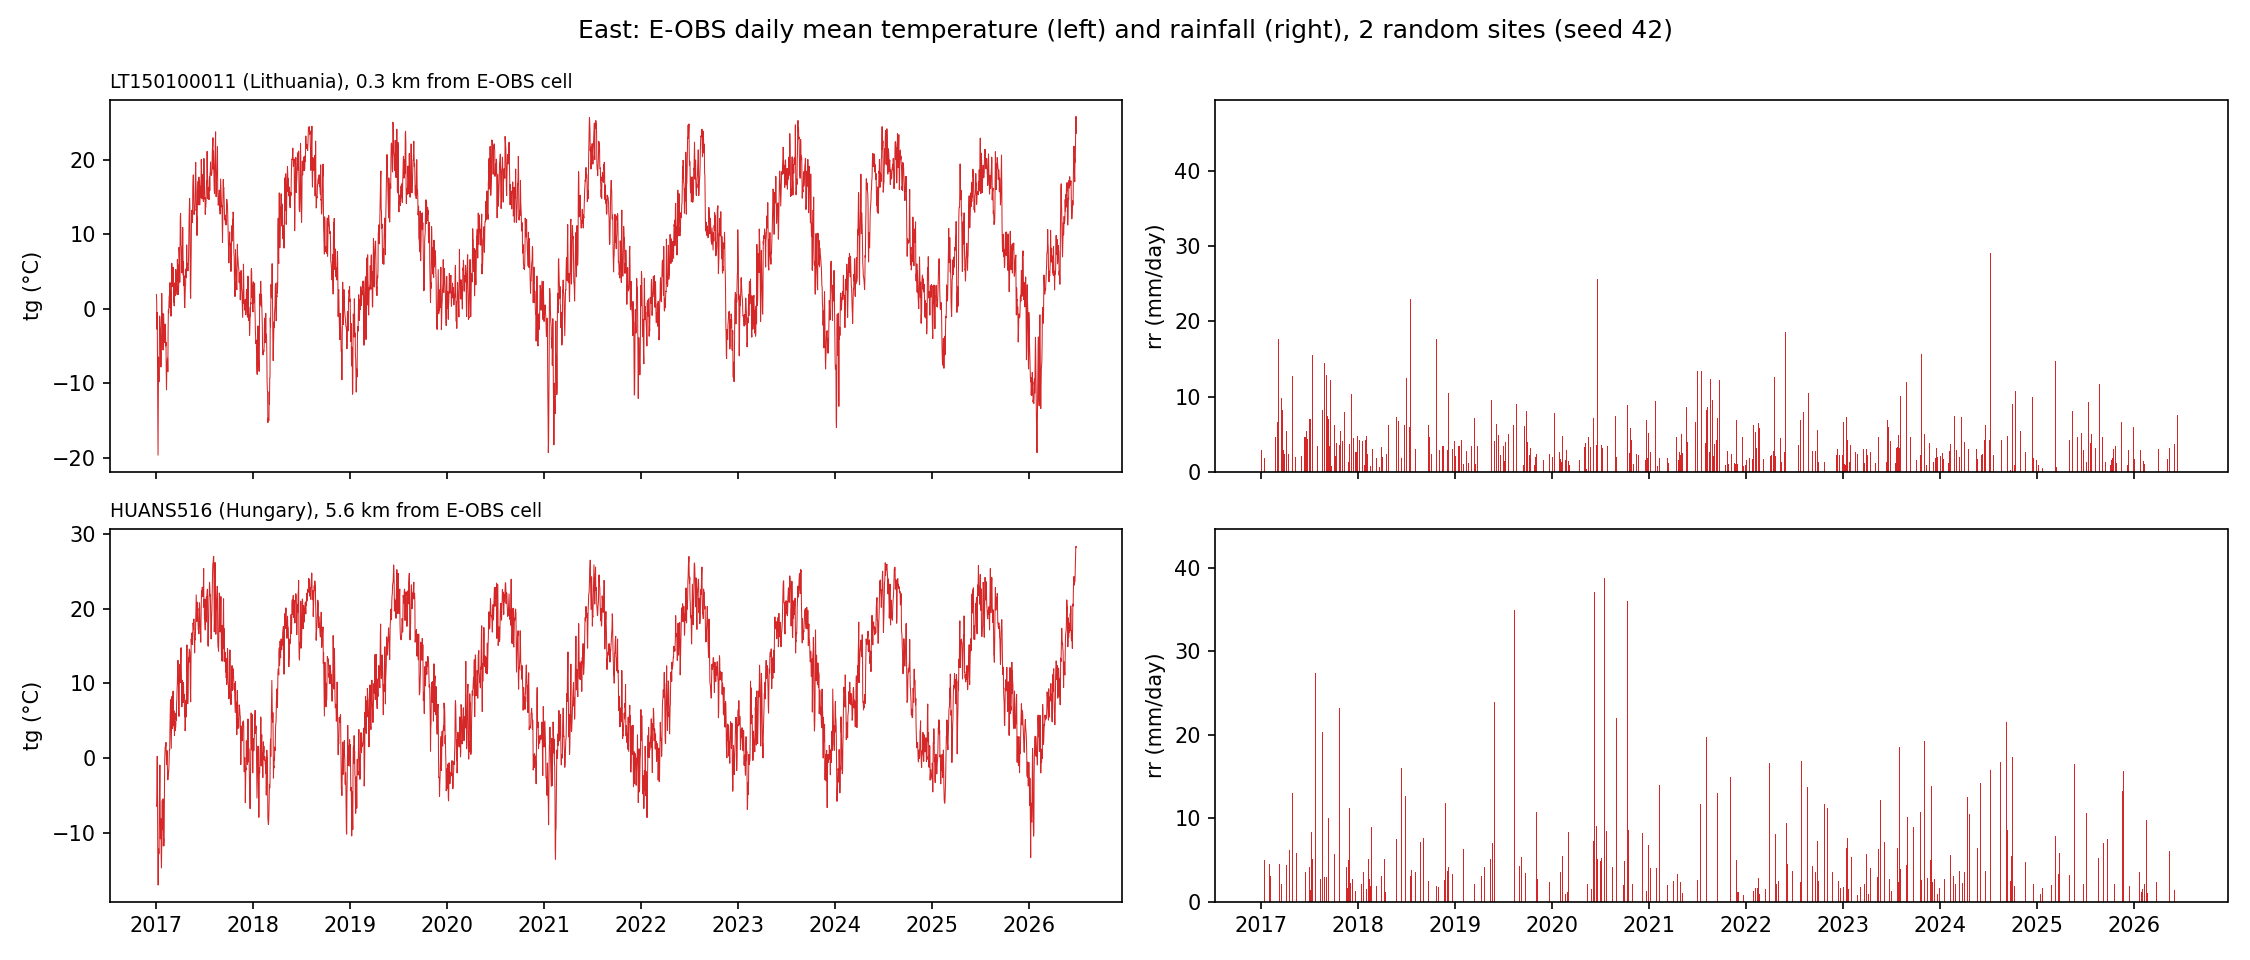 East: E-OBS daily mean temperature (left) and rainfall (right), 2 random sites (seed 42)
LT150100011 (Lithuania), 0.3 km from E-OBS cell
tg (°C)
20
10
0
−10
−20
rr (mm/day)
40
30
20
10
0
HUANS516 (Hungary), 5.6 km from E-OBS cell
tg (°C)
30
20
10
0
−10
2017 2018 2019 2020 2021 2022 2023 2024 2025 2026
rr (mm/day)
40
30
20
10
0
2017 2018 2019 2020 2021 2022 2023 2024 2025 2026